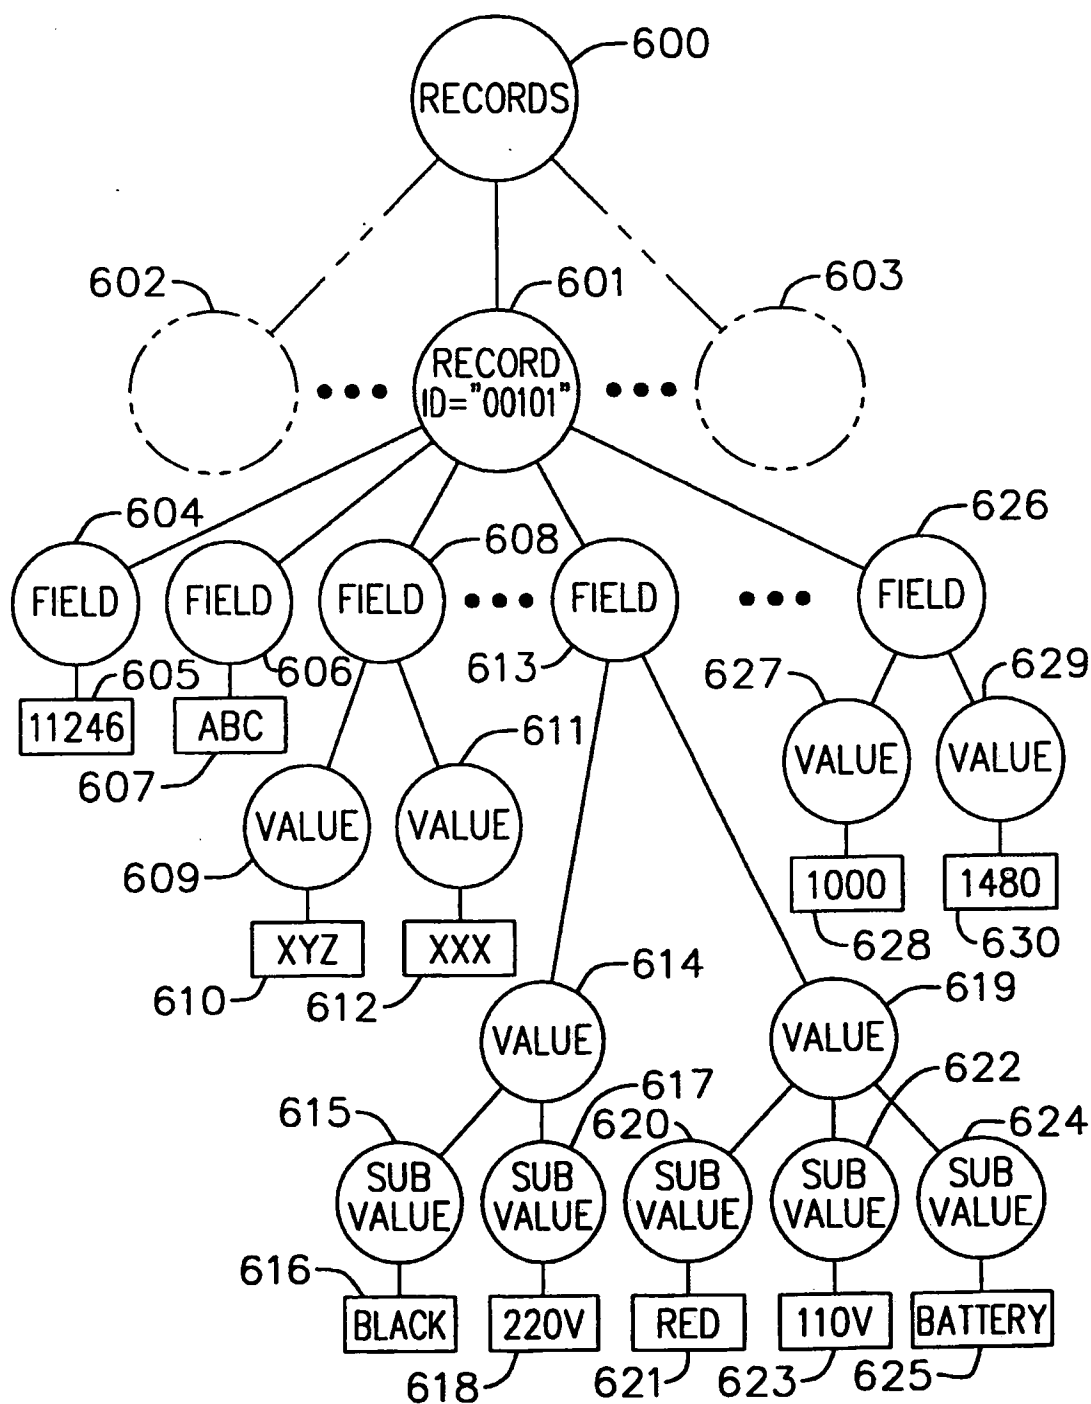 600
RECORDS
602
601
603
RECORD
ID="00101"
604
608
626
FIELD
FIELD
FIELD
FIELD
FIELD
605
606
613
627
629
11246
ABC
607
611
VALUE
VALUE
VALUE
VALUE
609
1000
1480
628
630
XYZ
XXX
610
612
614
619
VALUE
VALUE
615
617
620
622
624
SUB
VALUE
SUB
VALUE
SUB
VALUE
SUB
VALUE
SUB
VALUE
616
BLACK
220V
RED
110V
BATTERY
618
621
623
625